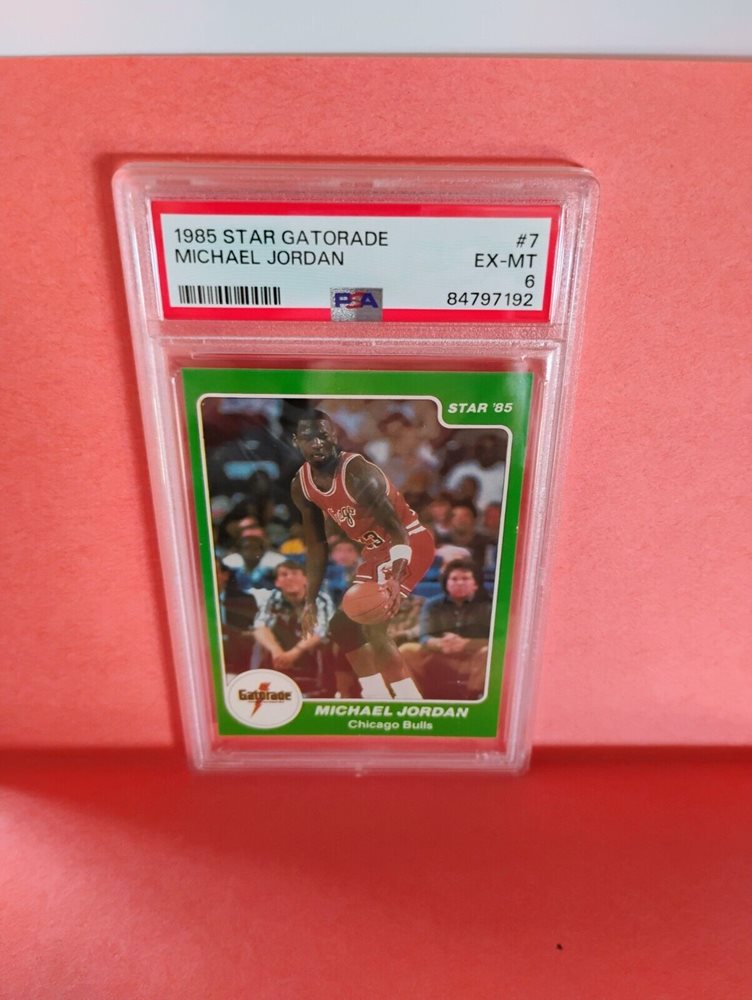 1985 STAR GATORADE #7
MICHAEL JORDAN EX-MT
6
PSA 84797192
STAR '85
Gatorade
MICHAEL JORDAN
Chicago Bulls